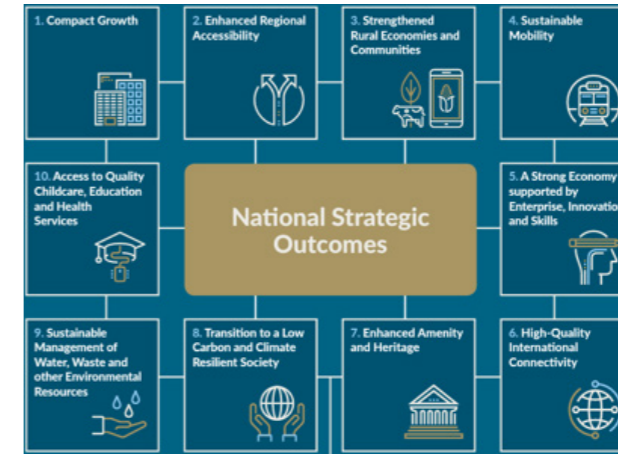 1. Compact Growth
2. Enhanced Regional
Accessibility
3. Strengthened
Rural Economies and
Communities
4. Sustainable
Mobility
10. Access to Quality
Childcare, Education
and Health
Services
National Strategic
Outcomes
5. A Strong Economy
supported by
Enterprise, Innovatio
and Skills
9. Sustainable
Management of
Water, Waste and
other Environmental
Resources
8. Transition to a Low
Carbon and Climate
Resilient Society
7. Enhanced Amenity
and Heritage
6. High-Quality
International
Connectivity